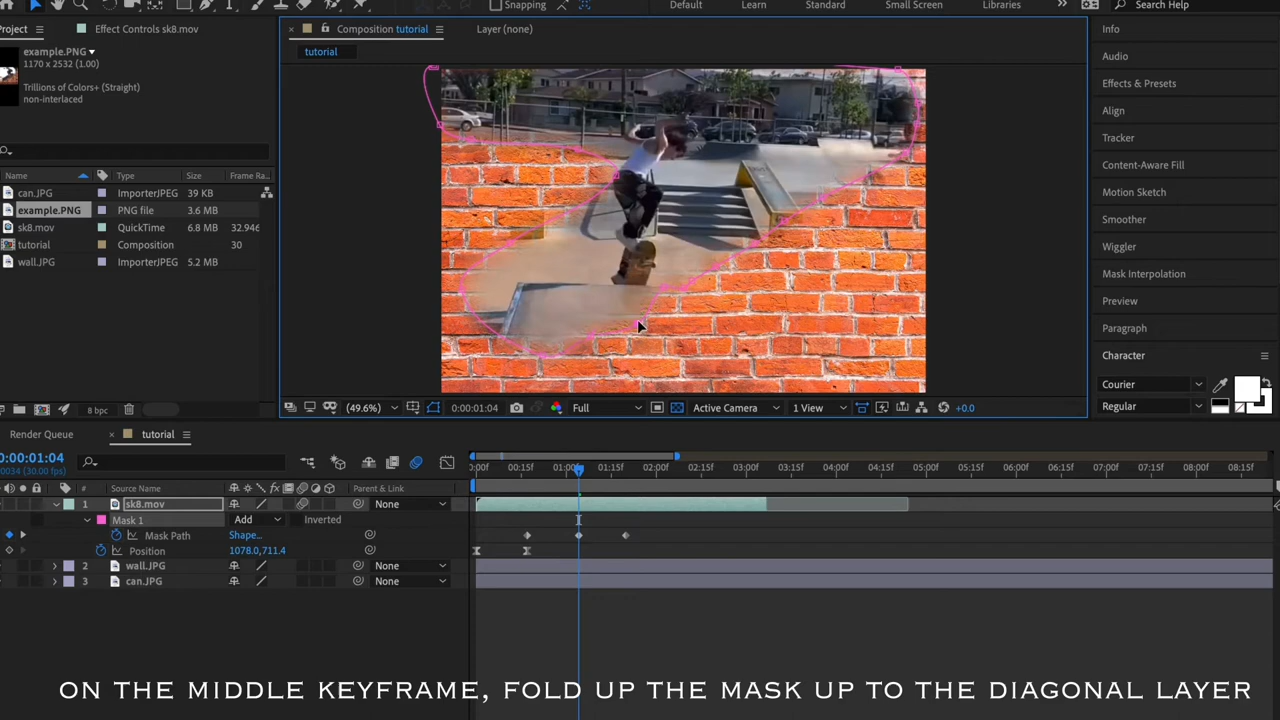 Snapping
Default
Learn
Standard
Small Screen
Libraries
Search Help
Project
Effect Controls sk8.mov
Composition tutorial
Layer (none)
tutorial
example.PNG
1170 x 2532 (1.00)
Trillions of Colors+ (Straight)
non-interlaced
Name
Type
Size
Frame Ra
can.JPG
ImporterJPEG
39 KB
example.PNG
PNG file
3.6 MB
sk8.mov
QuickTime
6.8 MB
32.946
tutorial
Composition
30
wall.JPG
ImporterJPEG
5.2 MB
8 bpc
(49.6%)
0:00:01:04
Full
Active Camera
1 View
+0.0
Info
Audio
Effects & Presets
Align
Tracker
Content-Aware Fill
Motion Sketch
Smoother
Wiggler
Mask Interpolation
Preview
Paragraph
Character
Courier
Regular
Render Queue
tutorial
0:00:01:04
00034 (30.00 fps)
:00f 00:15f 01:00f 01:15f 02:00f 02:15f 03:00f 03:15f 04:00f 04:15f 05:00f 05:15f 06:00f 06:15f 07:00f 07:15f 08:00f 08:15f
# Source Name
Parent & Link
1 sk8.mov
None
Mask 1
Add
Inverted
Mask Path
Shape...
Position
1078.0,711.4
2 wall.JPG
None
3 can.JPG
None
ON THE MIDDLE KEYFRAME, FOLD UP THE MASK UP TO THE DIAGONAL LAYER